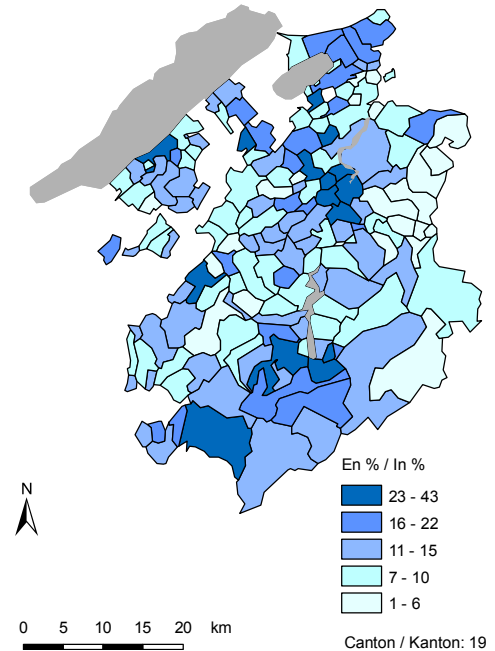 En % / In %
23 - 43
16 - 22
11 - 15
7 - 10
1 - 6
N
0 5 10 15 20 km
Canton / Kanton: 19